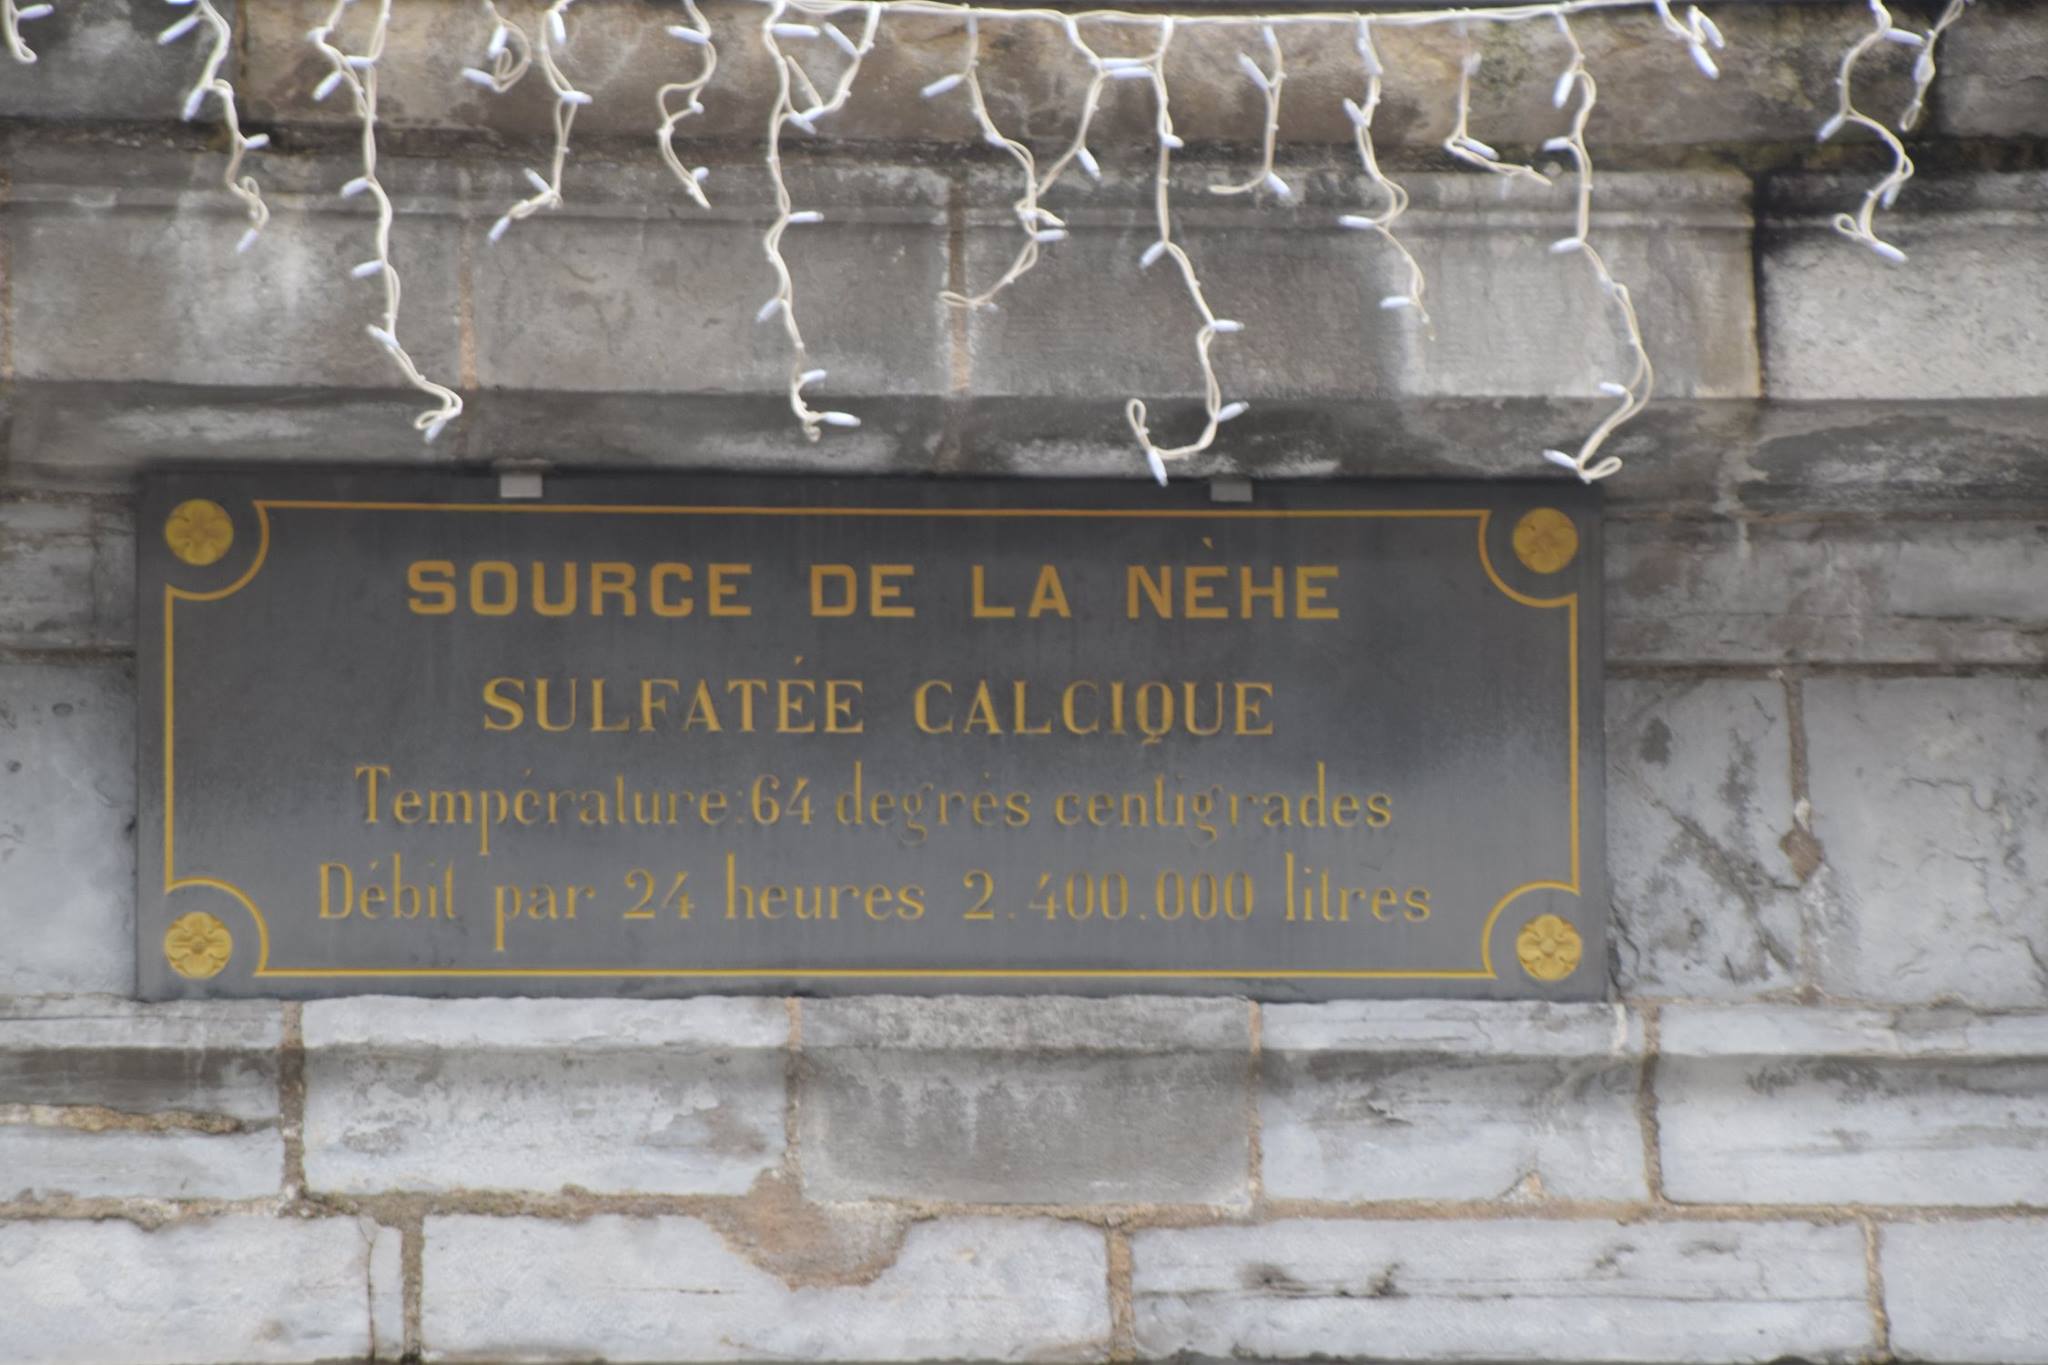 SOURCE DE LA NÈHE
SULFATÉE CALCIQUE
Température: 64 degrés centigrades
Débit par 24 heures 2.400.000 litres